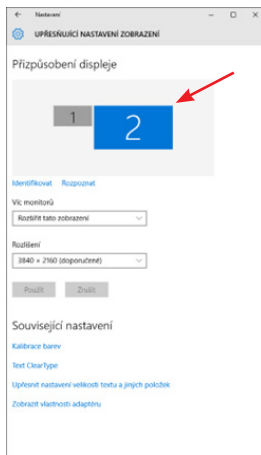 Nastavení
UPŘESŇUJÍCÍ NASTAVENÍ ZOBRAZENÍ
Přizpůsobení displeje
1
2
Identifikovat Rozpoznat
Víc monitorů
Rozšířit tato zobrazení
Rozlišení
3840 × 2160 (doporučené)
Použít Zrušit
Související nastavení
Kalibrace barev
Text ClearType
Upřesnit nastavení velikosti textu a jiných položek
Zobrazit vlastnosti adaptéru